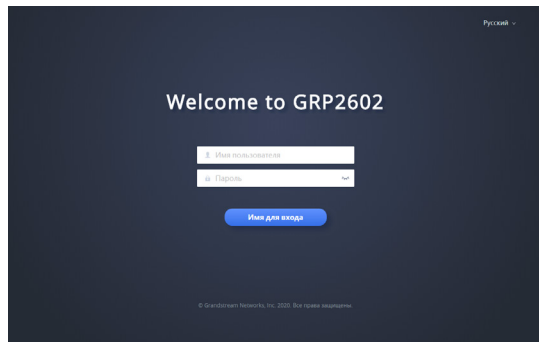 Русский
Welcome to GRP2602
Имя пользователя
Пароль
Имя для входа
© Grandstream Networks, Inc. 2020. Все права защищены.